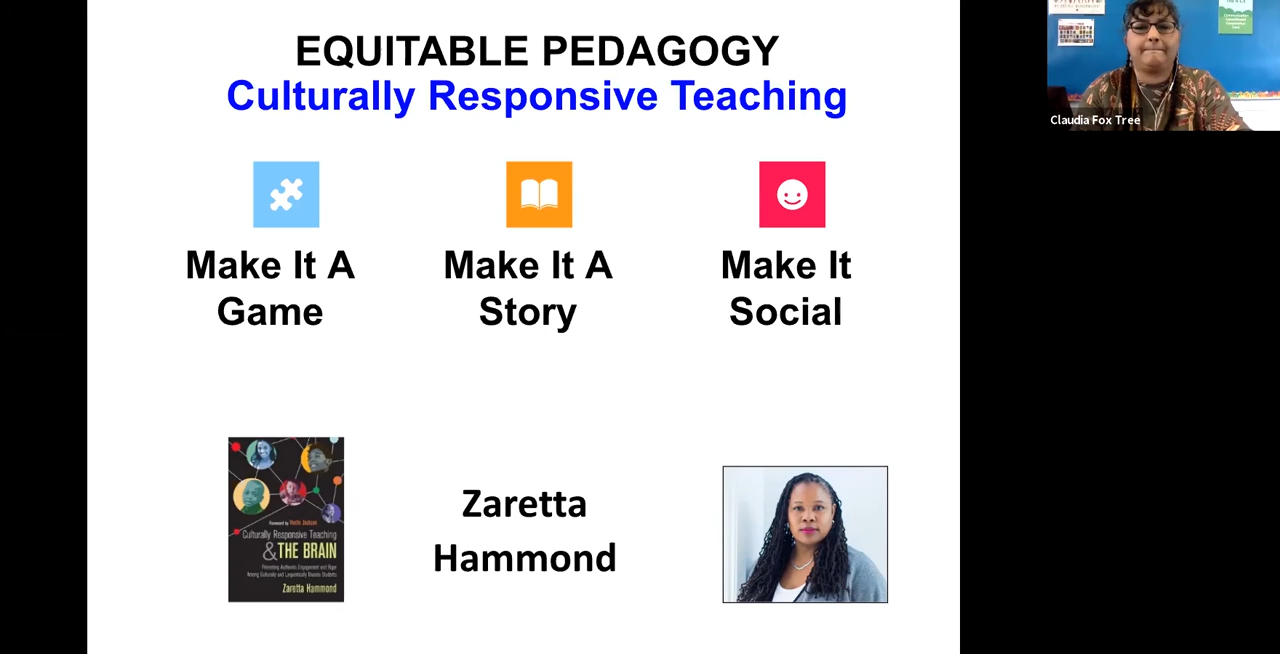 EQUITABLE PEDAGOGY
Culturally Responsive Teaching
Make It A
Game
Make It A
Story
Make It
Social
Foreword by Yvette Jackson
Culturally Responsive Teaching
& THE BRAIN
Promoting Authentic Engagement and Rigor
Among Culturally and Linguistically Diverse Students
Zaretta Hammond
Zaretta
Hammond
Claudia Fox Tree